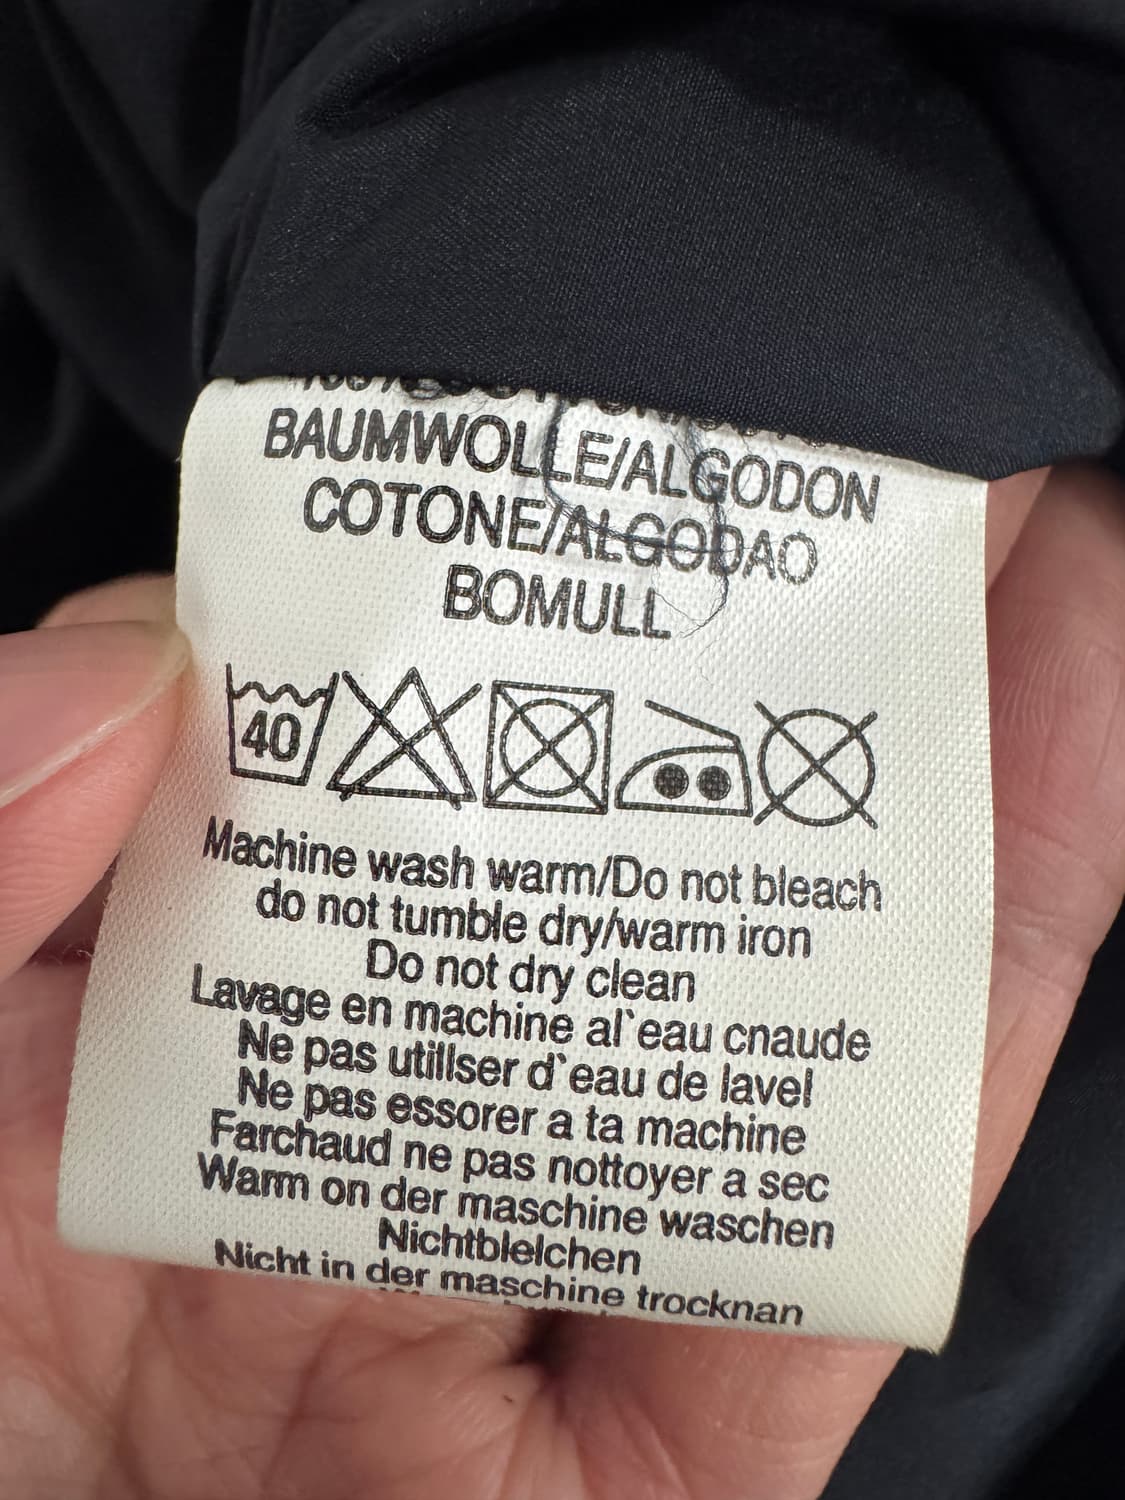 BAUMWOLLE/ALGODON
COTONE/ALGODAO
BOMULL
40
Machine wash warm/Do not bleach
do not tumble dry/warm iron
Do not dry clean
Lavage en machine al`eau cnaude
Ne pas utillser d`eau de lavel
Ne pas essorer a ta machine
Farchaud ne pas nottoyer a sec
Warm on der maschine waschen
Nichtblelchen
Nicht in der maschine trocknan